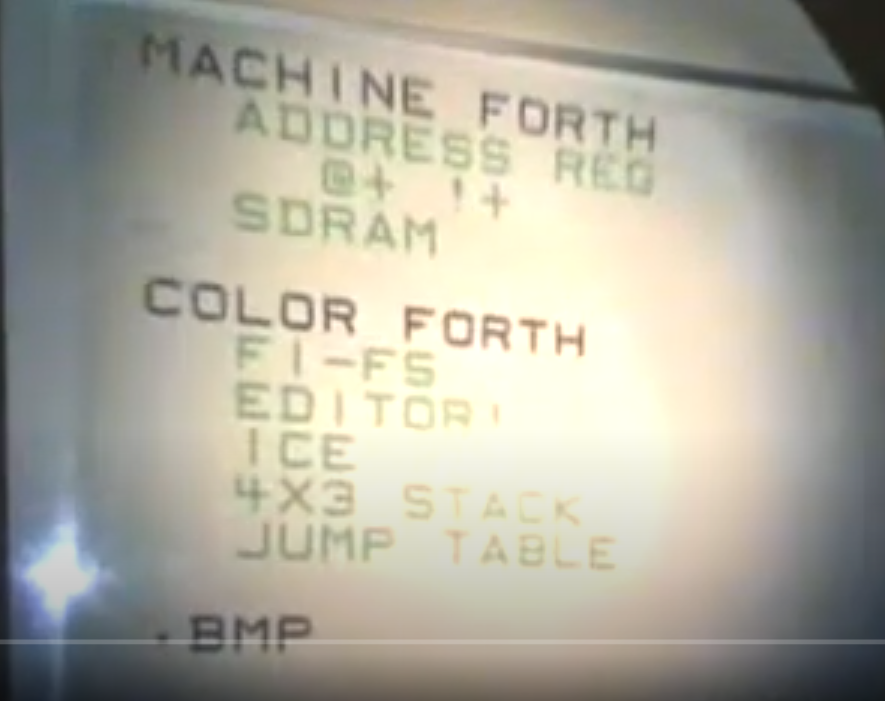 MACHINE FORTH
ADDRESS REG
@+ !+
SDRAM
COLOR FORTH
F1-F5
EDITOR!
ICE
4X3 STACK
JUMP TABLE
.BMP